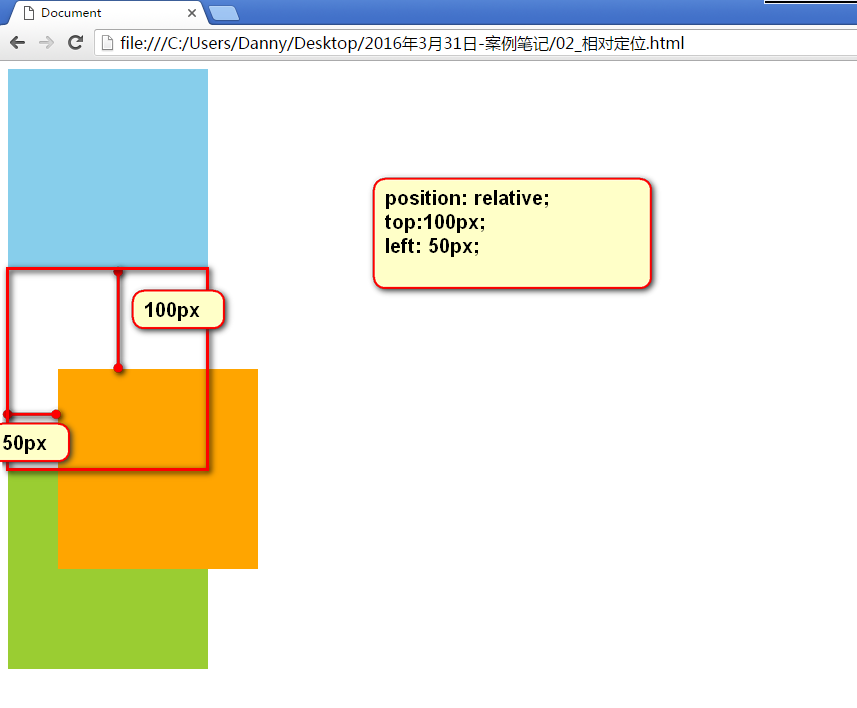 Document
file:///C:/Users/Danny/Desktop/2016年3月31日-案例笔记/02_相对定位.html
position: relative;
top:100px;
left: 50px;
100px
50px